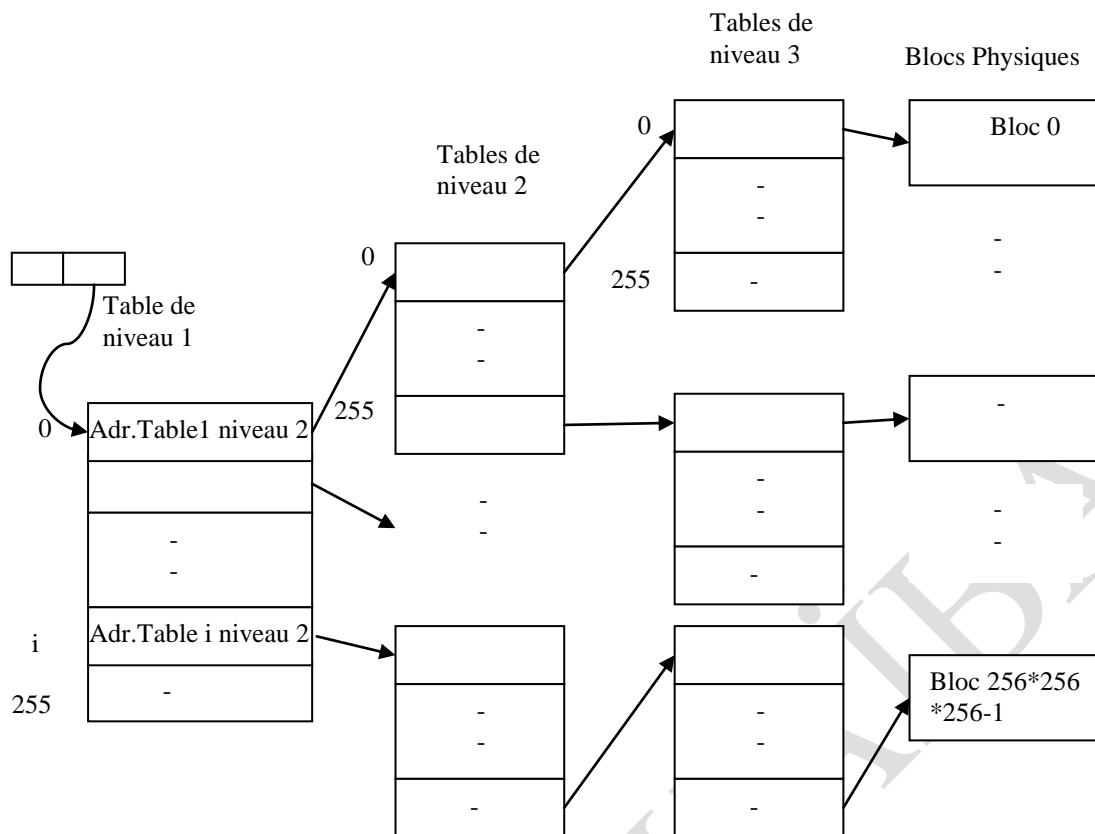 Tables de
niveau 3
Blocs Physiques
0
Bloc 0
Tables de
niveau 2
-
-
0
-
-
255
-
Table de
niveau 1
-
-
255
0
Adr.Table1 niveau 2
-
-
-
-
-
-
-
-
-
-
-
i
Adr.Table i niveau 2
255
-
Bloc 256*256
*256-1
-
-
-
-
-
-